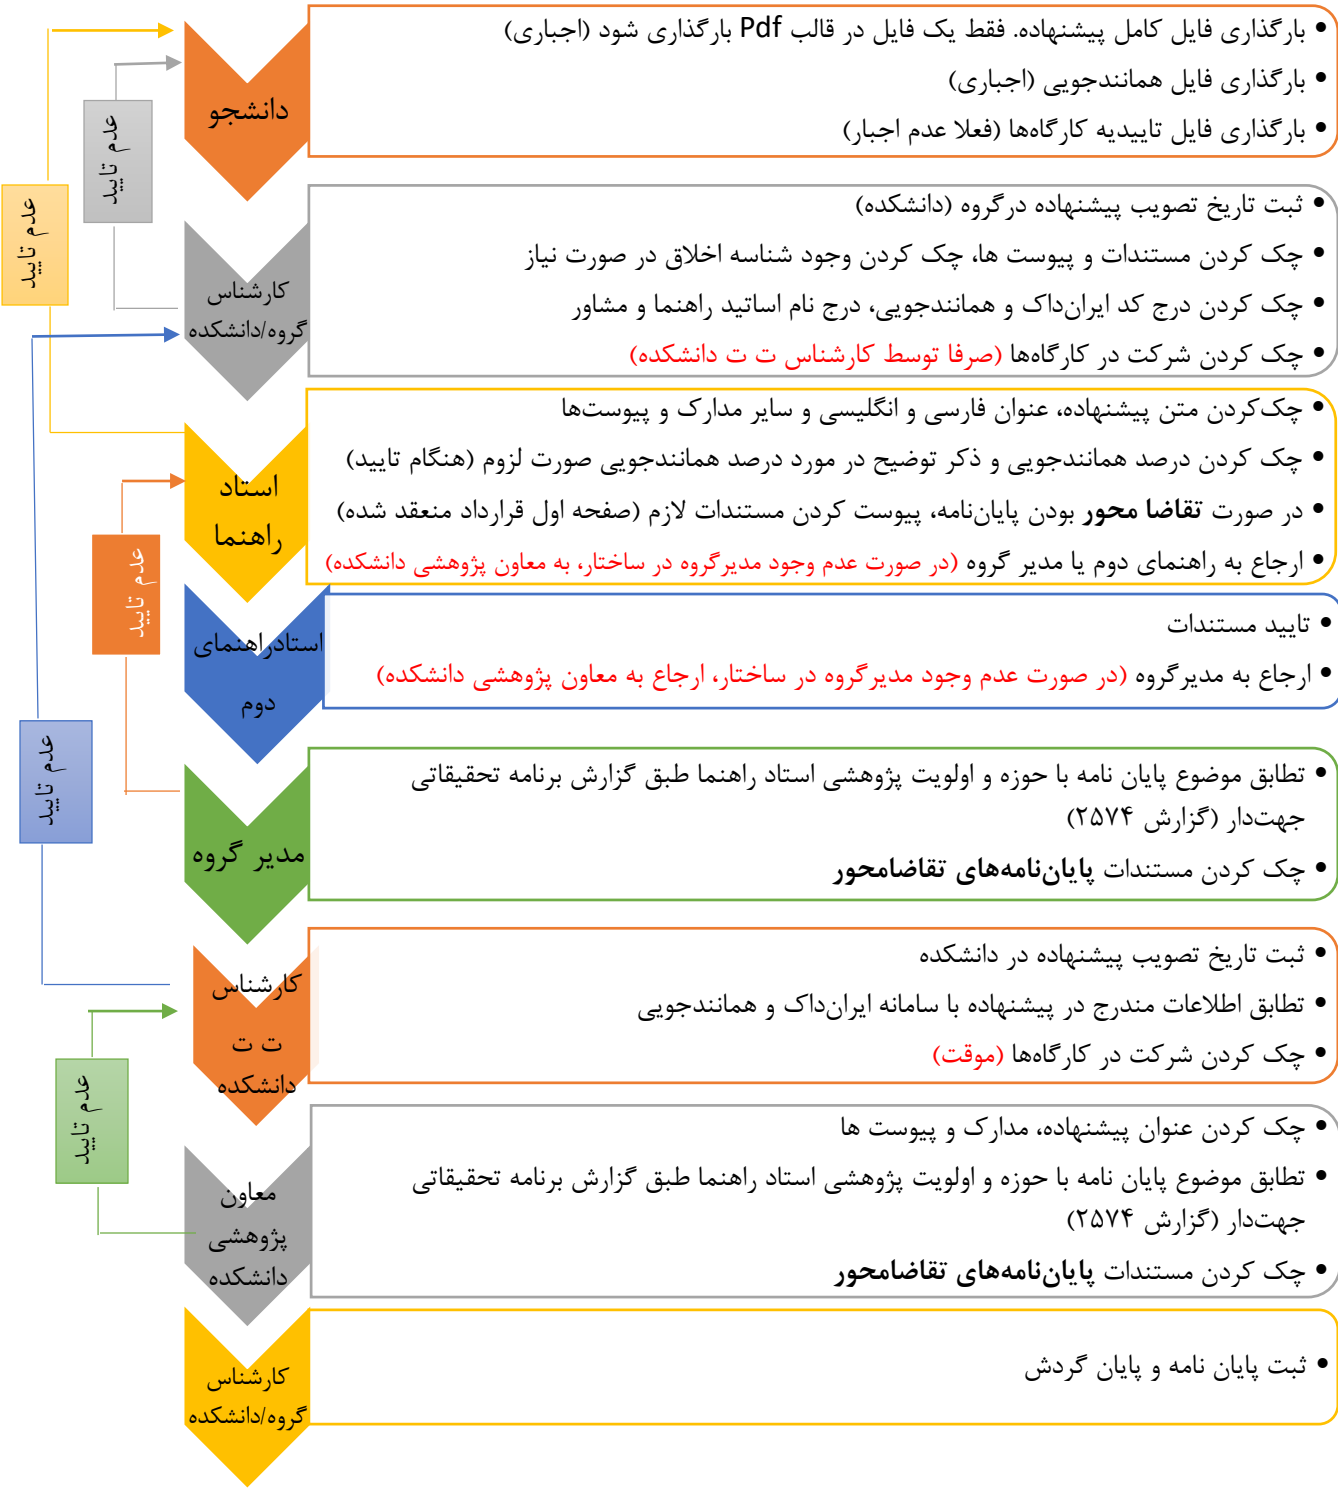 دانشجو
• بارگذاری فایل کامل پیشنهاده. فقط یک فایل در قالب Pdf بارگذاری شود (اجباری)
• بارگذاری فایل همانندجویی (اجباری)
• بارگذاری فایل تاییدیه کارگاه‌ها (فعلا عدم اجبار)
عدم تایید
عدم تایید
کارشناس
گروه/دانشکده
• ثبت تاریخ تصویب پیشنهاده درگروه (دانشکده)
• چک کردن مستندات و پیوست ها، چک کردن وجود شناسه اخلاق در صورت نیاز
• چک کردن درج کد ایران‌داک و همانندجویی، درج نام اساتید راهنما و مشاور
• چک کردن شرکت در کارگاه‌ها (صرفا توسط کارشناس ت ت دانشکده)
استاد
راهنما
• چک‌کردن متن پیشنهاده، عنوان فارسی و انگلیسی و سایر مدارک و پیوست‌ها
• چک کردن درصد همانندجویی و ذکر توضیح در مورد درصد همانندجویی صورت لزوم (هنگام تایید)
• در صورت تقاضا محور بودن پایان‌نامه، پیوست کردن مستندات لازم (صفحه اول قرارداد منعقد شده)
• ارجاع به راهنمای دوم یا مدیر گروه (در صورت عدم وجود مدیرگروه در ساختار، به معاون پژوهشی دانشکده)
عدم تایید
استادراهنمای
دوم
• تایید مستندات
• ارجاع به مدیرگروه (در صورت عدم وجود مدیرگروه در ساختار، ارجاع به معاون پژوهشی دانشکده)
عدم تایید
مدیر گروه
• تطابق موضوع پایان نامه با حوزه و اولویت پژوهشی استاد راهنما طبق گزارش برنامه تحقیقاتی
جهت‌دار (گزارش ۲۵۷۴)
• چک کردن مستندات پایان‌نامه‌های تقاضامحور
کارشناس
ت ت
دانشکده
• ثبت تاریخ تصویب پیشنهاده در دانشکده
• تطابق اطلاعات مندرج در پیشنهاده با سامانه ایران‌داک و همانندجویی
• چک کردن شرکت در کارگاه‌ها (موقت)
عدم تایید
معاون
پژوهشی
دانشکده
• چک کردن عنوان پیشنهاده، مدارک و پیوست ها
• تطابق موضوع پایان نامه با حوزه و اولویت پژوهشی استاد راهنما طبق گزارش برنامه تحقیقاتی
جهت‌دار (گزارش ۲۵۷۴)
• چک کردن مستندات پایان‌نامه‌های تقاضامحور
کارشناس
گروه/دانشکده
• ثبت پایان نامه و پایان گردش